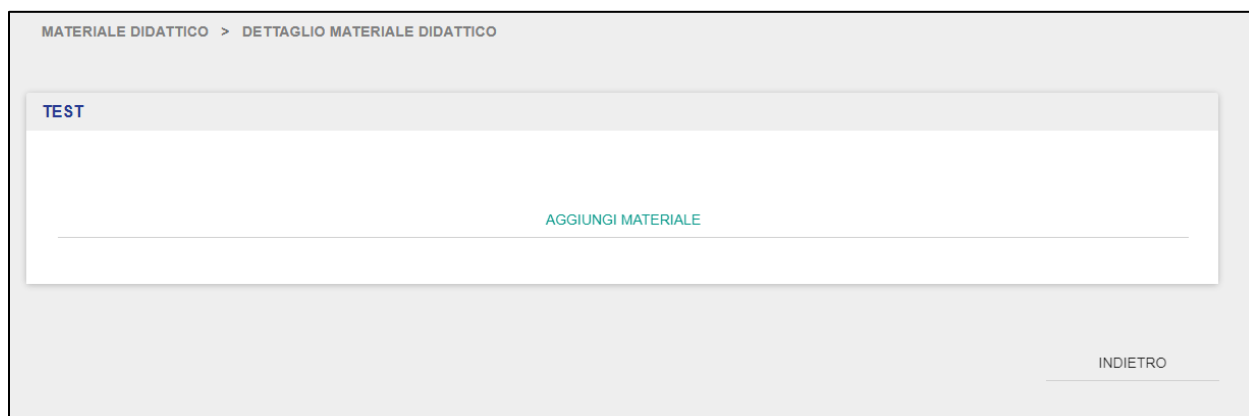 MATERIALE DIDATTICO > DETTAGLIO MATERIALE DIDATTICO
TEST
AGGIUNGI MATERIALE
INDIETRO